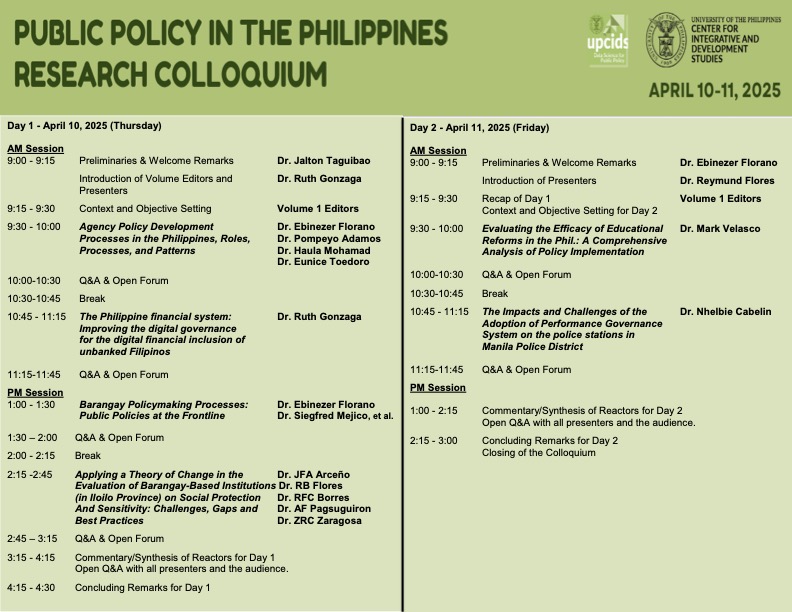 PUBLIC POLICY IN THE PHILIPPINES
RESEARCH COLLOQUIUM
upcids
Data Science for
Public Policy
UNIVERSITY OF THE PHILIPPINES
CENTER FOR
INTEGRATIVE AND
DEVELOPMENT
STUDIES
APRIL 10-11, 2025
Day 1 - April 10, 2025 (Thursday)
AM Session
9:00 - 9:15 Preliminaries & Welcome Remarks Dr. Jalton Taguibao
Introduction of Volume Editors and Dr. Ruth Gonzaga
Presenters
9:15 - 9:30 Context and Objective Setting Volume 1 Editors
9:30 - 10:00 Agency Policy Development Dr. Ebinezer Florano
Processes in the Philippines, Roles, Dr. Pompeyo Adamos
Processes, and Patterns Dr. Haula Mohamad
Dr. Eunice Toedoro
10:00-10:30 Q&A & Open Forum
10:30-10:45 Break
10:45 - 11:15 The Philippine financial system: Dr. Ruth Gonzaga
Improving the digital governance
for the digital financial inclusion of
unbanked Filipinos
11:15-11:45 Q&A & Open Forum
PM Session
1:00 - 1:30 Barangay Policymaking Processes: Dr. Ebinezer Florano
Public Policies at the Frontline Dr. Siegfred Mejico, et al.
1:30 – 2:00 Q&A & Open Forum
2:00 - 2:15 Break
2:15 -2:45 Applying a Theory of Change in the Dr. JFA Arceño
Evaluation of Barangay-Based Institutions Dr. RB Flores
(in Iloilo Province) on Social Protection Dr. RFC Borres
And Sensitivity: Challenges, Gaps and Dr. AF Pagsuguiron
Best Practices Dr. ZRC Zaragosa
2:45 – 3:15 Q&A & Open Forum
3:15 - 4:15 Commentary/Synthesis of Reactors for Day 1
Open Q&A with all presenters and the audience.
4:15 - 4:30 Concluding Remarks for Day 1
Day 2 - April 11, 2025 (Friday)
AM Session
9:00 - 9:15 Preliminaries & Welcome Remarks Dr. Ebinezer Florano
Introduction of Presenters Dr. Reymund Flores
9:15 - 9:30 Recap of Day 1 Volume 1 Editors
Context and Objective Setting for Day 2
9:30 - 10:00 Evaluating the Efficacy of Educational Dr. Mark Velasco
Reforms in the Phil.: A Comprehensive
Analysis of Policy Implementation
10:00-10:30 Q&A & Open Forum
10:30-10:45 Break
10:45 - 11:15 The Impacts and Challenges of the Dr. Nhelbie Cabelin
Adoption of Performance Governance
System on the police stations in
Manila Police District
11:15-11:45 Q&A & Open Forum
PM Session
1:00 - 2:15 Commentary/Synthesis of Reactors for Day 2
Open Q&A with all presenters and the audience.
2:15 - 3:00 Concluding Remarks for Day 2
Closing of the Colloquium